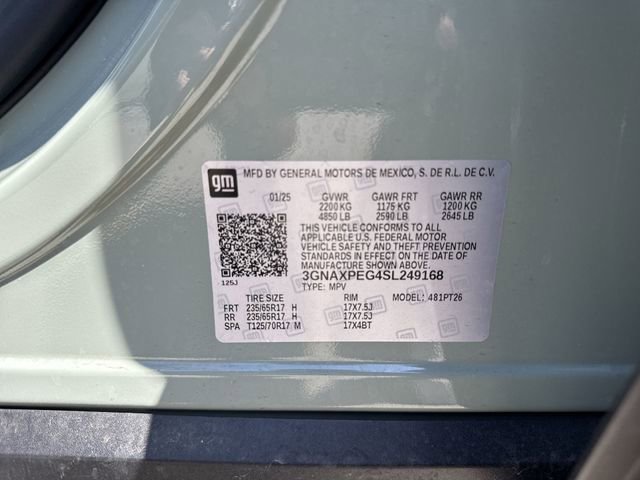 gm
MFD BY GENERAL MOTORS DE MEXICO, S. DE R.L. DE C.V.
01/25 GVWR GAWR FRT GAWR RR
2200 KG 1175 KG 1200 KG
4850 LB 2590 LB 2645 LB
THIS VEHICLE CONFORMS TO ALL
APPLICABLE U.S. FEDERAL MOTOR
VEHICLE SAFETY AND THEFT PREVENTION
STANDARDS IN EFFECT ON THE DATE OF
MANUFACTURE SHOWN ABOVE.
3GNAXPEG4SL249168
125J
TYPE: MPV
TIRE SIZE RIM MODEL: 481PT26
FRT 235/65R17 H 17X7.5J
RR 235/65R17 H 17X7.5J
SPA T125/70R17 M 17X4BT